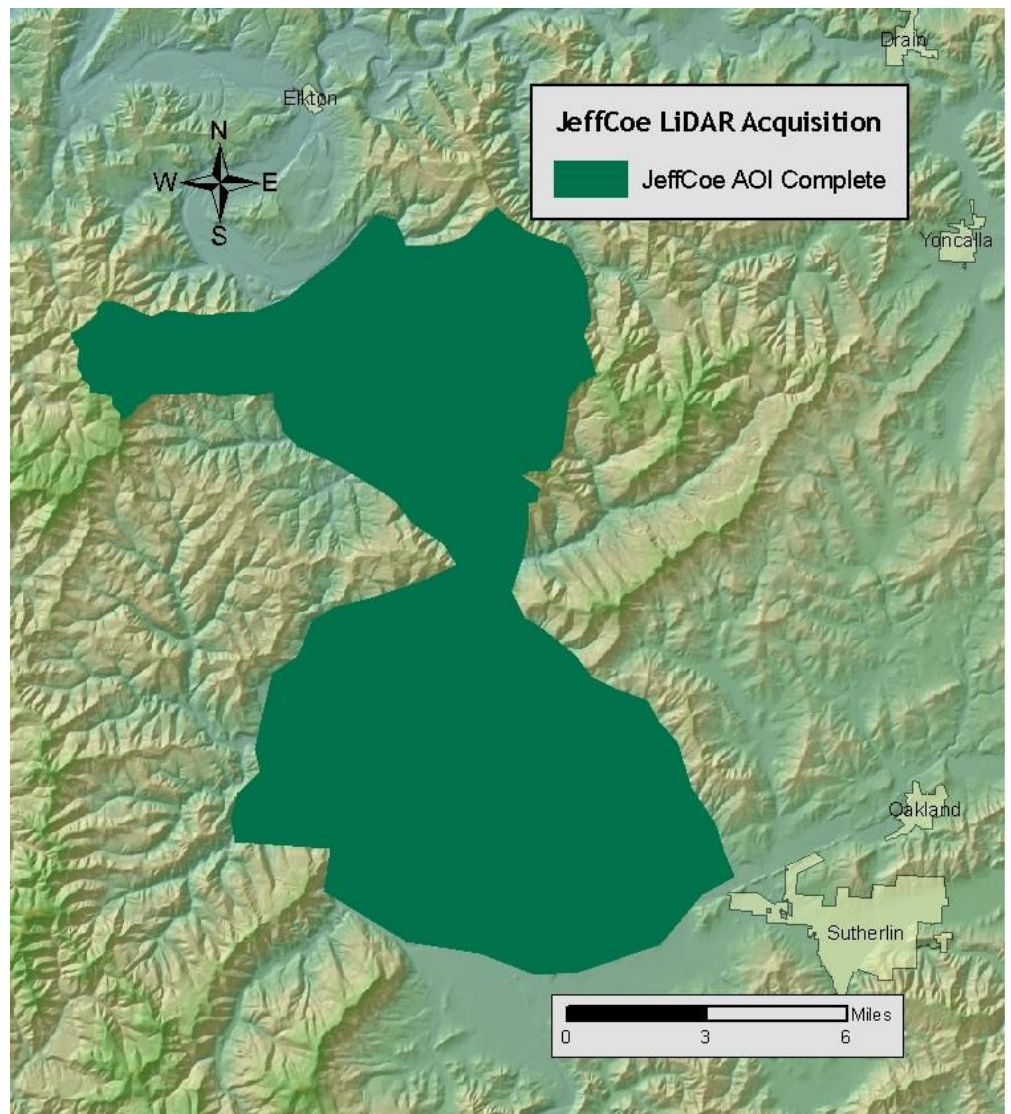 Drain
Elkton
JeffCoe LiDAR Acquisition
JeffCoe AOI Complete
N
W E
S
Yoncalla
Oakland
Sutherlin
Miles
0 3 6